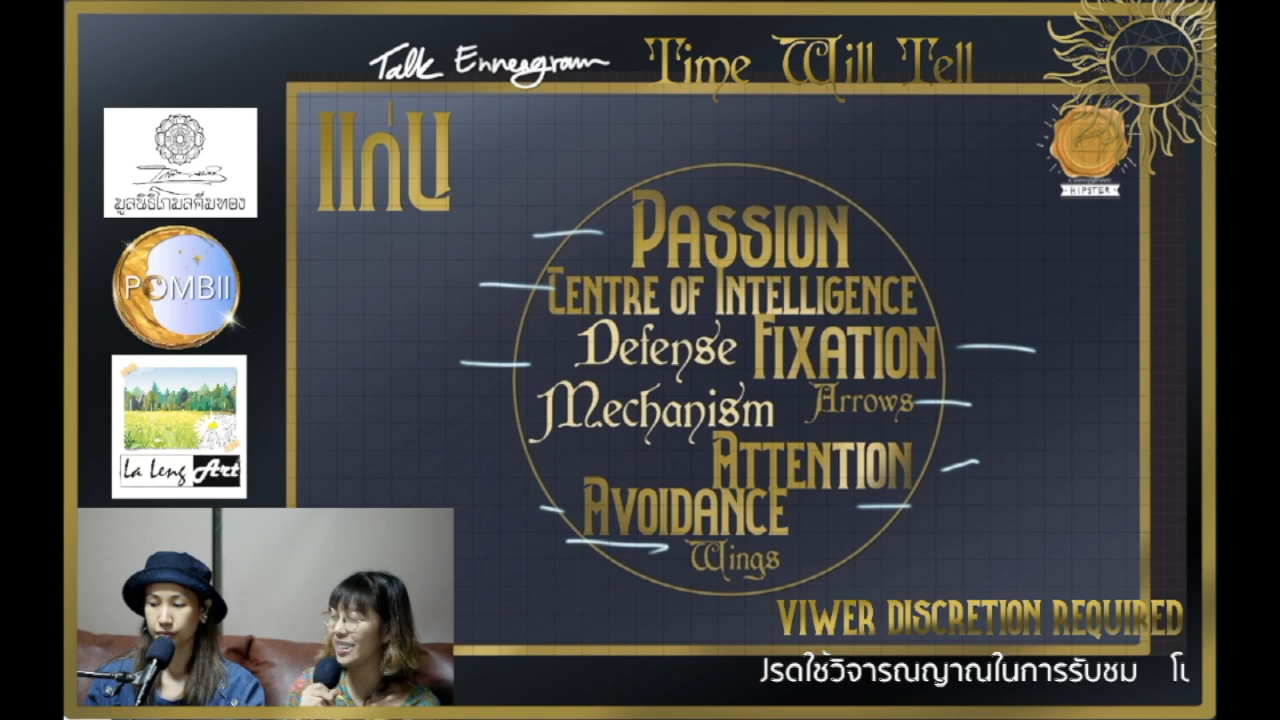 Talk Enneagram Time Will Tell
แก่น
HIPSTER
มูลนิธิโกมลคีมทอง
POMBII
La Leng Art
PASSION
CENTRE OF INTELLIGENCE
Defense FIXATION
Mechanism Arrows
ATTENTION
AVOIDANCE
Wings
VIWER DISCRETION REQUIRED
ปรดใช้วิจารณญาณในการรับชม โป